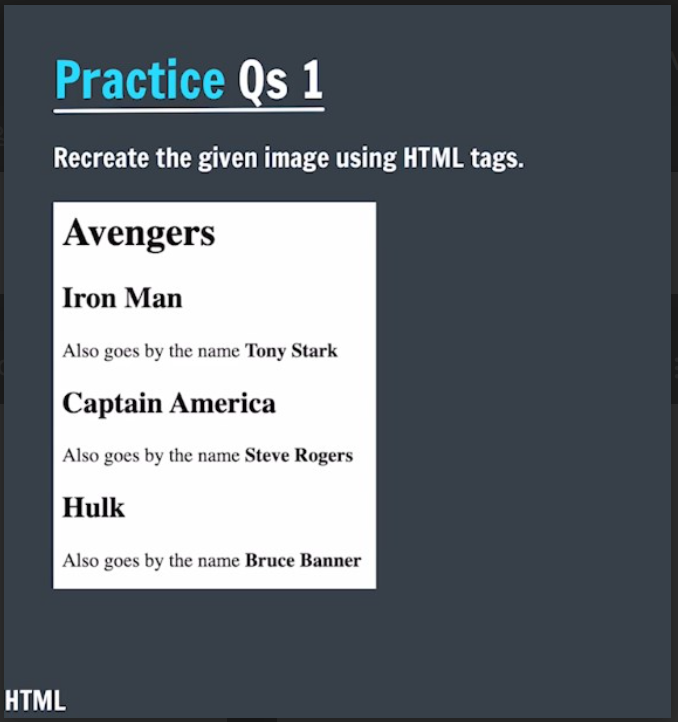 Practice Qs 1
Recreate the given image using HTML tags.
Avengers
Iron Man
Also goes by the name Tony Stark
Captain America
Also goes by the name Steve Rogers
Hulk
Also goes by the name Bruce Banner
HTML